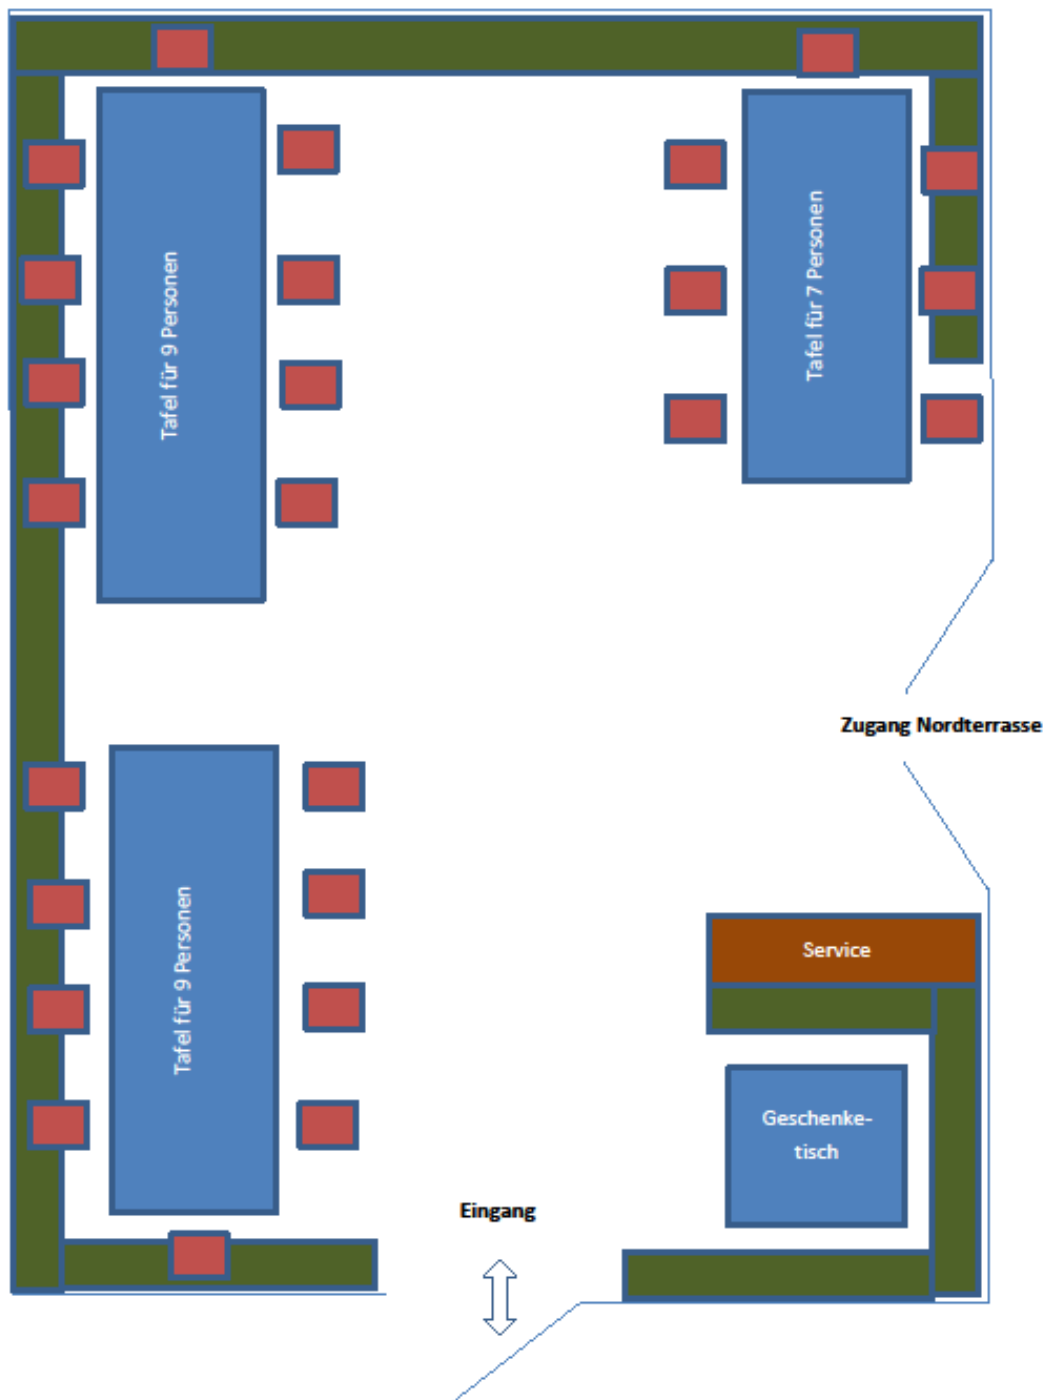 Tafel für 9 Personen
Tafel für 7 Personen
Zugang Nordterrasse
Tafel für 9 Personen
Service
Geschenke-
tisch
Eingang